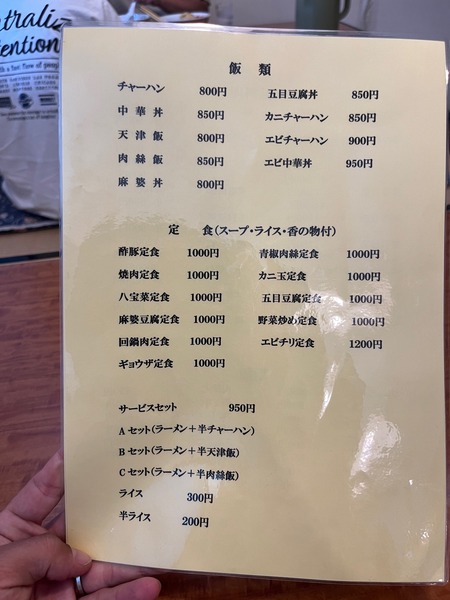 ntrali
ttention
飯 類
チャーハン 800円
中 華 丼 850円
天 津 飯 800円
肉 絲 飯 850円
麻 婆 丼 800円
五目豆腐丼 850円
カニチャーハン 850円
エビチャーハン 900円
エビ中華丼 950円
定 食(スープ・ライス・香の物付)
酢豚定食 1000円
焼肉定食 1000円
八宝菜定食 1000円
麻婆豆腐定食 1000円
回鍋肉定食 1000円
ギョウザ定食 1000円
青椒肉絲定食 1000円
カニ玉定食 1000円
五目豆腐定食 1000円
野菜炒め定食 1000円
エビチリ定食 1200円
サービスセット 950円
A セット(ラーメン+半チャーハン)
B セット(ラーメン+半天津飯)
C セット(ラーメン+半肉絲飯)
ライス 300円
半ライス 200円